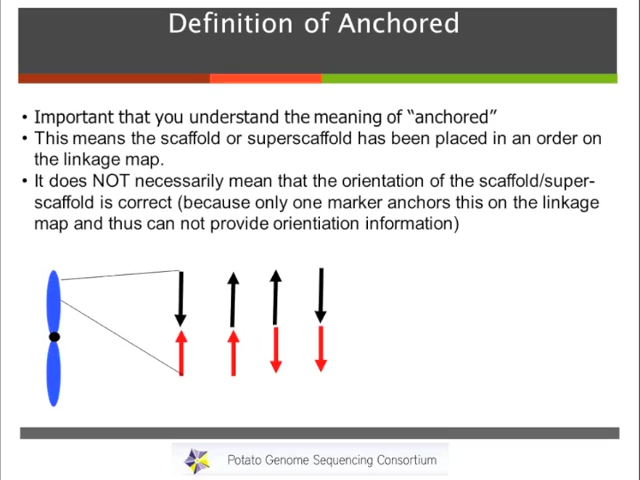 Definition of Anchored
• Important that you understand the meaning of “anchored”
• This means the scaffold or superscaffold has been placed in an order on
the linkage map.
• It does NOT necessarily mean that the orientation of the scaffold/super-
scaffold is correct (because only one marker anchors this on the linkage
map and thus can not provide orientiation information)
Potato Genome Sequencing Consortium